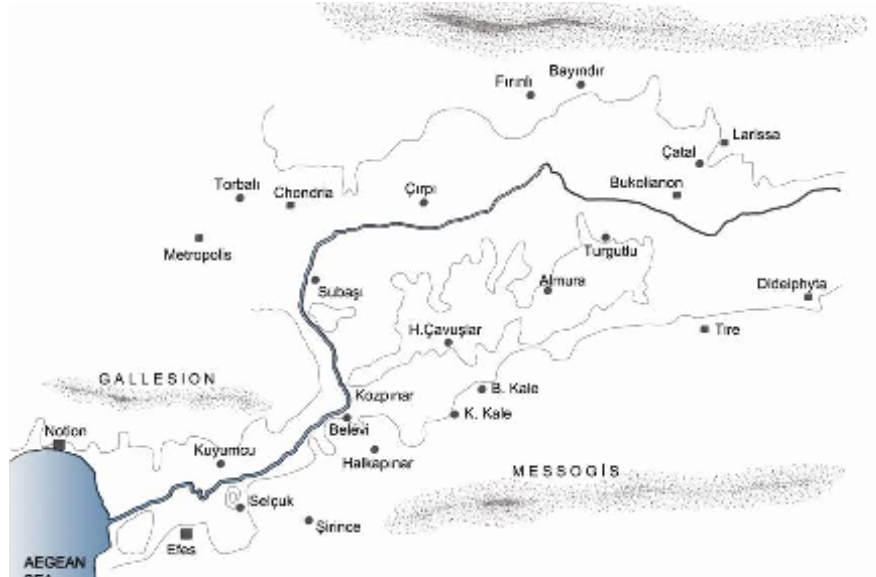 Bayındır
Fırınlı
Larissa
Çatal
Bukolianon
Torbalı
Chondria
Çırpı
Metropolis
Turgutlu
Subaşı
Almura
Dideiphyta
H.Çavuşlar
Tire
GALLESION
Kozpınar
B. Kale
K. Kale
Belevi
Notion
Kuyumcu
Halkapınar
MESSOGİS
Selçuk
Şirince
Efes
AEGEAN